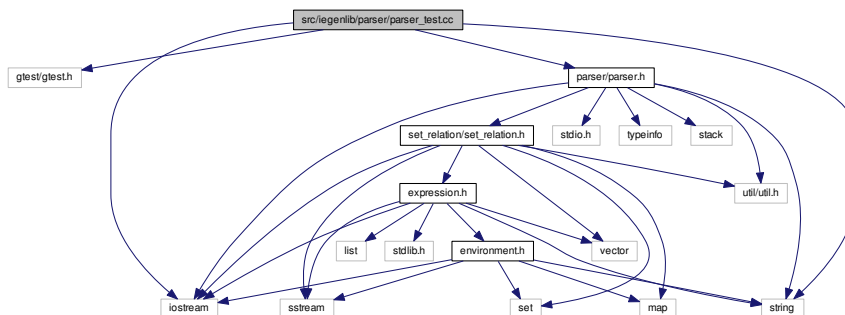 src/iegenlib/parser/parser_test.cc
gtest/gtest.h
parser/parser.h
set_relation/set_relation.h
stdio.h
typeinfo
stack
expression.h
util/util.h
list
stdlib.h
environment.h
vector
iostream
sstream
set
map
string